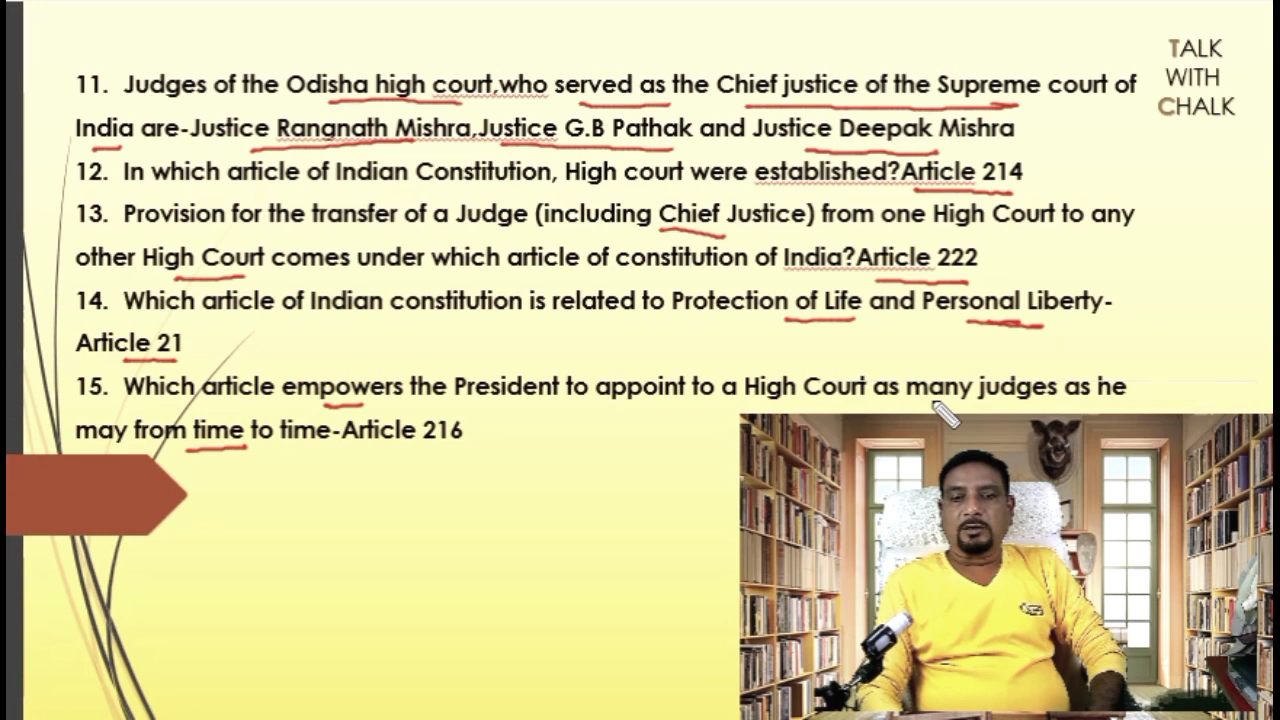 TALK
WITH
CHALK
11. Judges of the Odisha high court,who served as the Chief justice of the Supreme court of
India are-Justice Rangnath Mishra,Justice G.B Pathak and Justice Deepak Mishra
12. In which article of Indian Constitution, High court were established?Article 214
13. Provision for the transfer of a Judge (including Chief Justice) from one High Court to any
other High Court comes under which article of constitution of India?Article 222
14. Which article of Indian constitution is related to Protection of Life and Personal Liberty-
Article 21
15. Which article empowers the President to appoint to a High Court as many judges as he
may from time to time-Article 216